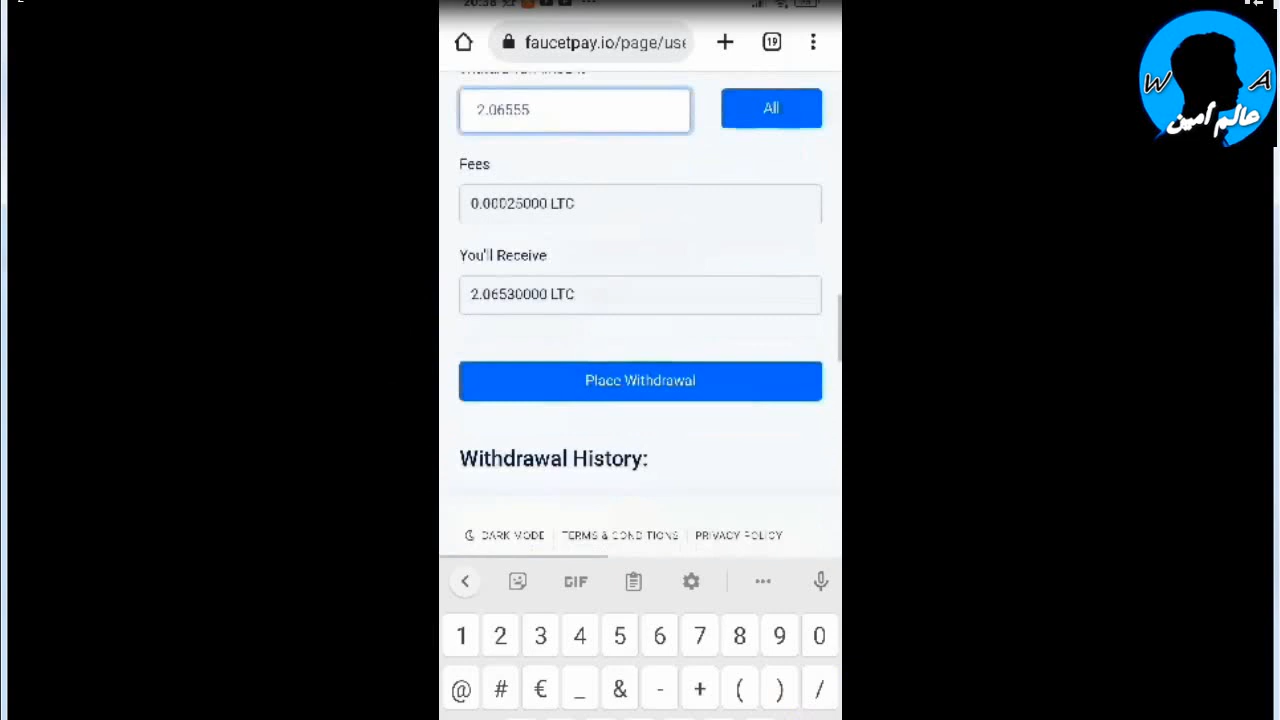 faucetpay.io/page/use
19
2.06555
All
Fees
0.00025000 LTC
You'll Receive
2.06530000 LTC
Place Withdrawal
Withdrawal History:
DARK MODE
TERMS & CONDITIONS
PRIVACY POLICY
GIF
1 2 3 4 5 6 7 8 9 0
@ # € _ & - + ( ) /
W A
عالم أمين